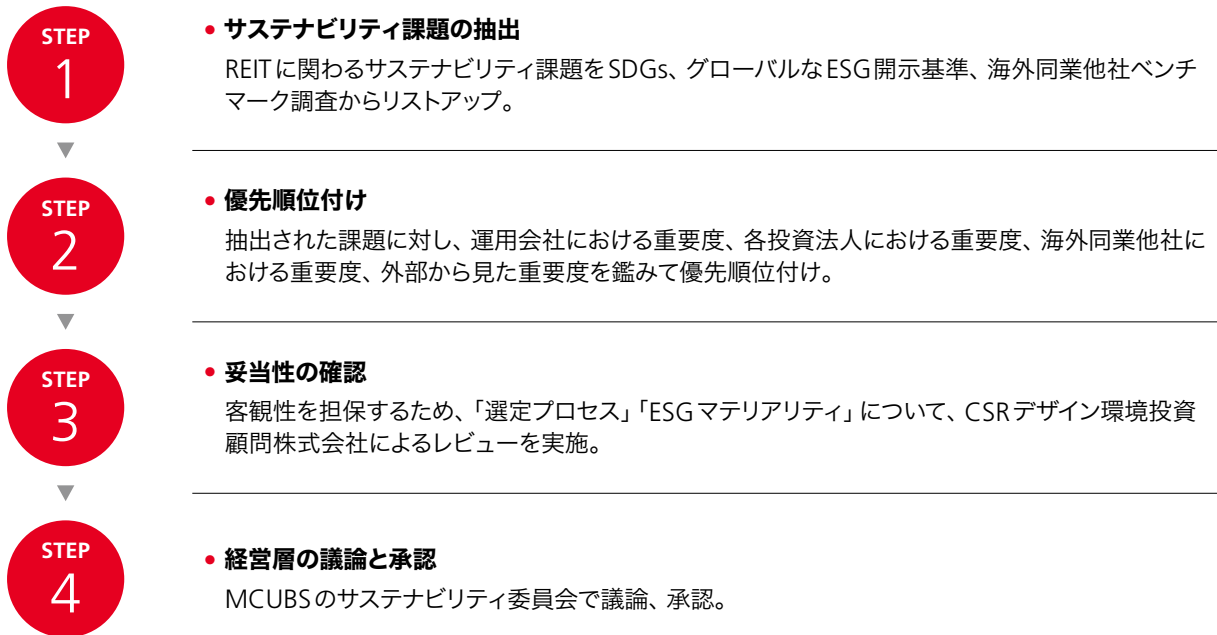 STEP
1
• サステナビリティ課題の抽出
REITに関わるサステナビリティ課題をSDGs、グローバルなESG開示基準、海外同業他社ベンチ
マーク調査からリストアップ。
STEP
2
• 優先順位付け
抽出された課題に対し、運用会社における重要度、各投資法人における重要度、海外同業他社に
おける重要度、外部から見た重要度を鑑みて優先順位付け。
STEP
3
• 妥当性の確認
客観性を担保するため、「選定プロセス」「ESGマテリアリティ」について、CSRデザイン環境投資
顧問株式会社によるレビューを実施。
STEP
4
• 経営層の議論と承認
MCUBSのサステナビリティ委員会で議論、承認。